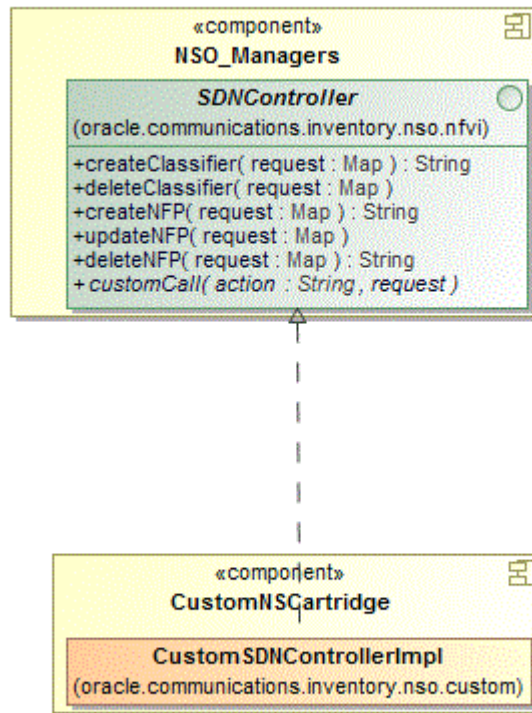 «component»
NSO_Managers
SDNController
(oracle.communications.inventory.nso.nfvi)
+createClassifier( request : Map ) : String
+deleteClassifier( request : Map )
+createNFP( request : Map ) : String
+updateNFP( request : Map )
+deleteNFP( request : Map ) : String
+customCall( action : String, request )
«component»
CustomNSCartridge
CustomSDNControllerImpl
(oracle.communications.inventory.nso.custom)